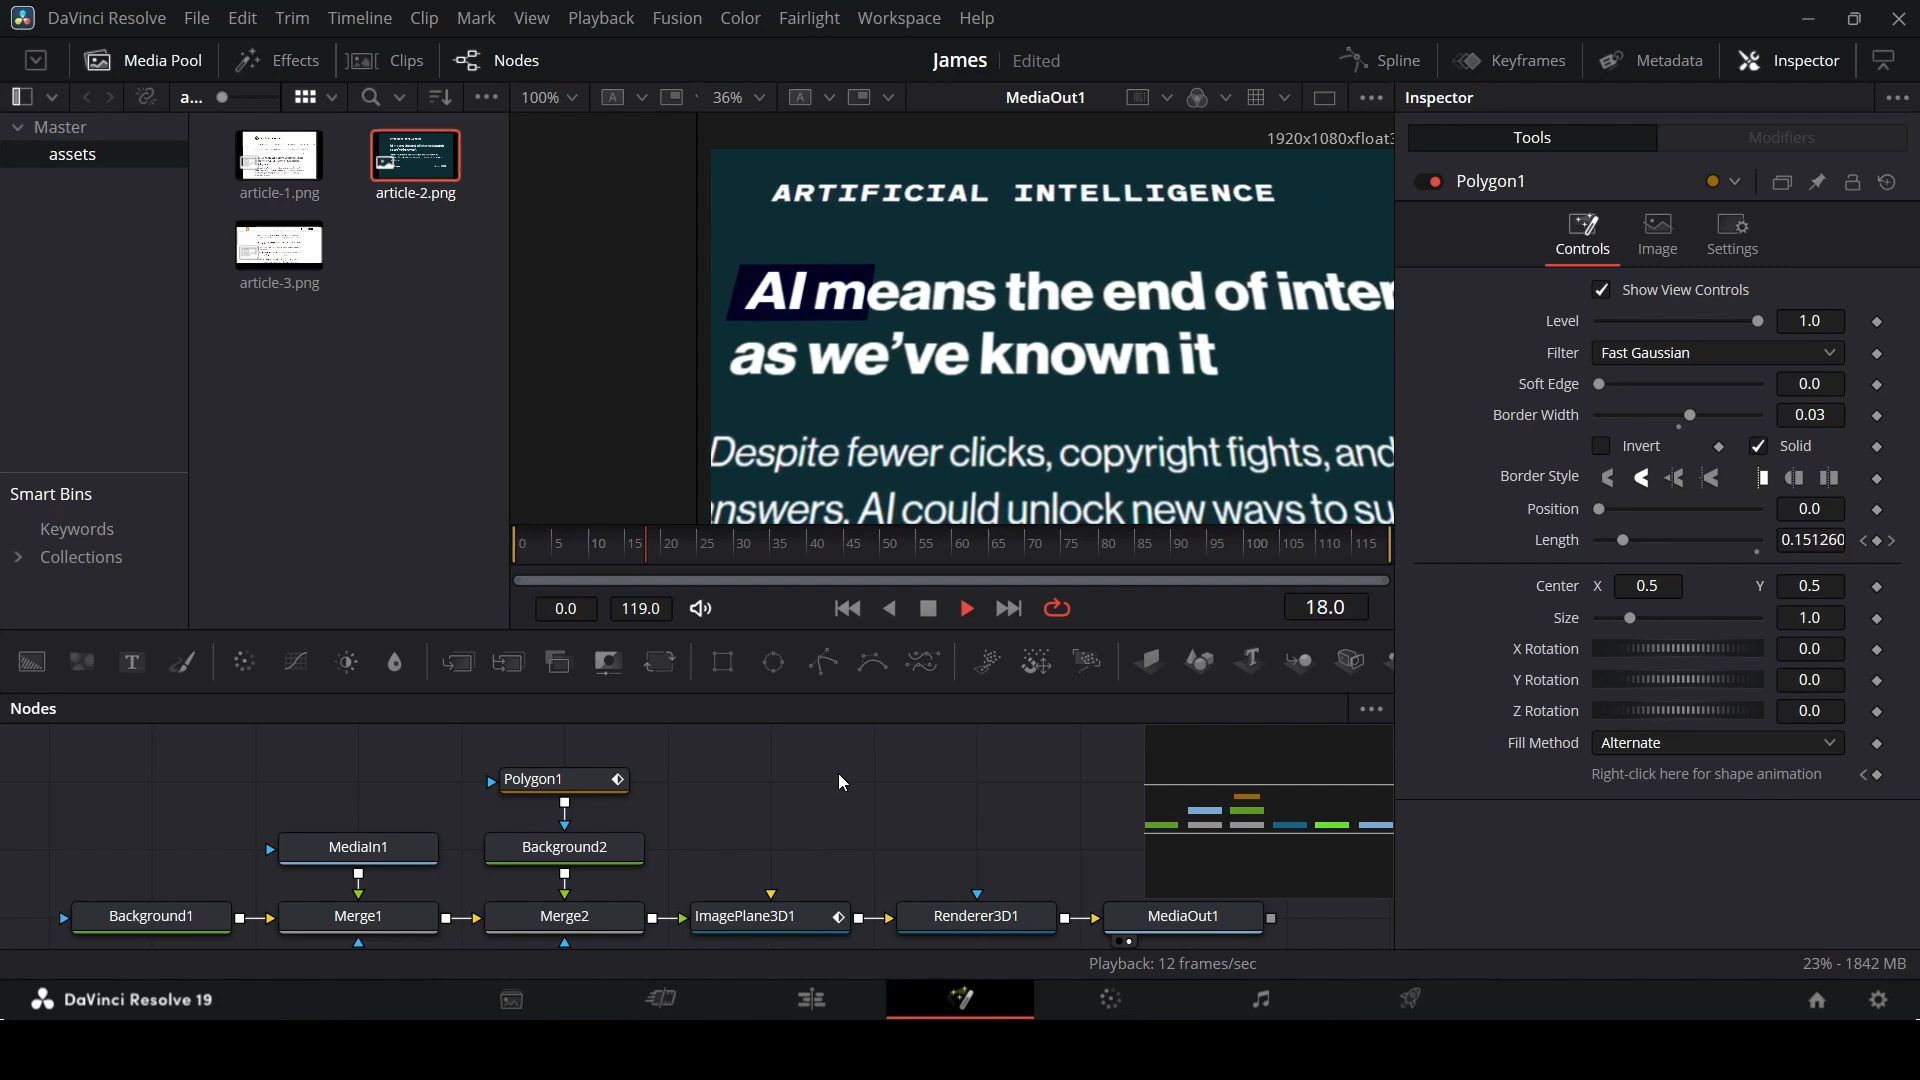 DaVinci Resolve File Edit Trim Timeline Clip Mark View Playback Fusion Color Fairlight Workspace Help
Media Pool Effects Clips Nodes James Edited Spline Keyframes Metadata Inspector
a... 100% A 36% A MediaOut1 Inspector
Master
assets
article-1.png
article-2.png
article-3.png
Smart Bins
Keywords
Collections
1920x1080xfloat3
ARTIFICIAL INTELLIGENCE
AI means the end of inter
as we've known it
Despite fewer clicks, copyright fights, and
nswers, AI could unlock new ways to su
0 5 10 15 20 25 30 35 40 45 50 55 60 65 70 75 80 85 90 95 100 105 110 115
0.0 119.0 18.0
Tools Modifiers
Polygon1
Controls Image Settings
Show View Controls
Level 1.0
Filter Fast Gaussian
Soft Edge 0.0
Border Width 0.03
Invert Solid
Border Style
Position 0.0
Length 0.151260
Center X 0.5 Y 0.5
Size 1.0
X Rotation 0.0
Y Rotation 0.0
Z Rotation 0.0
Fill Method Alternate
Right-click here for shape animation
T T
Nodes
Polygon1
MediaIn1 Background2
Background1 Merge1 Merge2 ImagePlane3D1 Renderer3D1 MediaOut1
Playback: 12 frames/sec 23% - 1842 MB
DaVinci Resolve 19